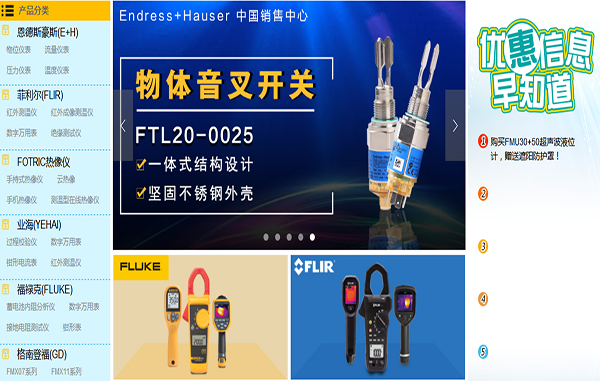 产品分类
恩德斯豪斯(E+H)
物位仪表 流量仪表
压力仪表 温度仪表
菲利尔(FLIR)
红外测温仪 红外成像测温仪
数字万用表 绝缘测试仪
FOTRIC热像仪
手持式热像仪 云热像
手机热像仪 测温型在线热像仪
业海(YEHAI)
过程校验仪 数字万用表
钳形电流表 红外测温仪
福禄克(FLUKE)
蓄电池内阻分析仪 数字万用表
接地电阻测试仪 钳形表
格南登福(GD)
FMX07系列 FMX11系列
Endress+Hauser 中国销售中心
物体音叉开关
FTL20-0025
一体式结构设计
坚固不锈钢外壳
FLUKE
FLIR
优惠信息
早知道
1 购买FMU30+50超声波液位
计，赠送遮阳防护罩！
2
3
4
5